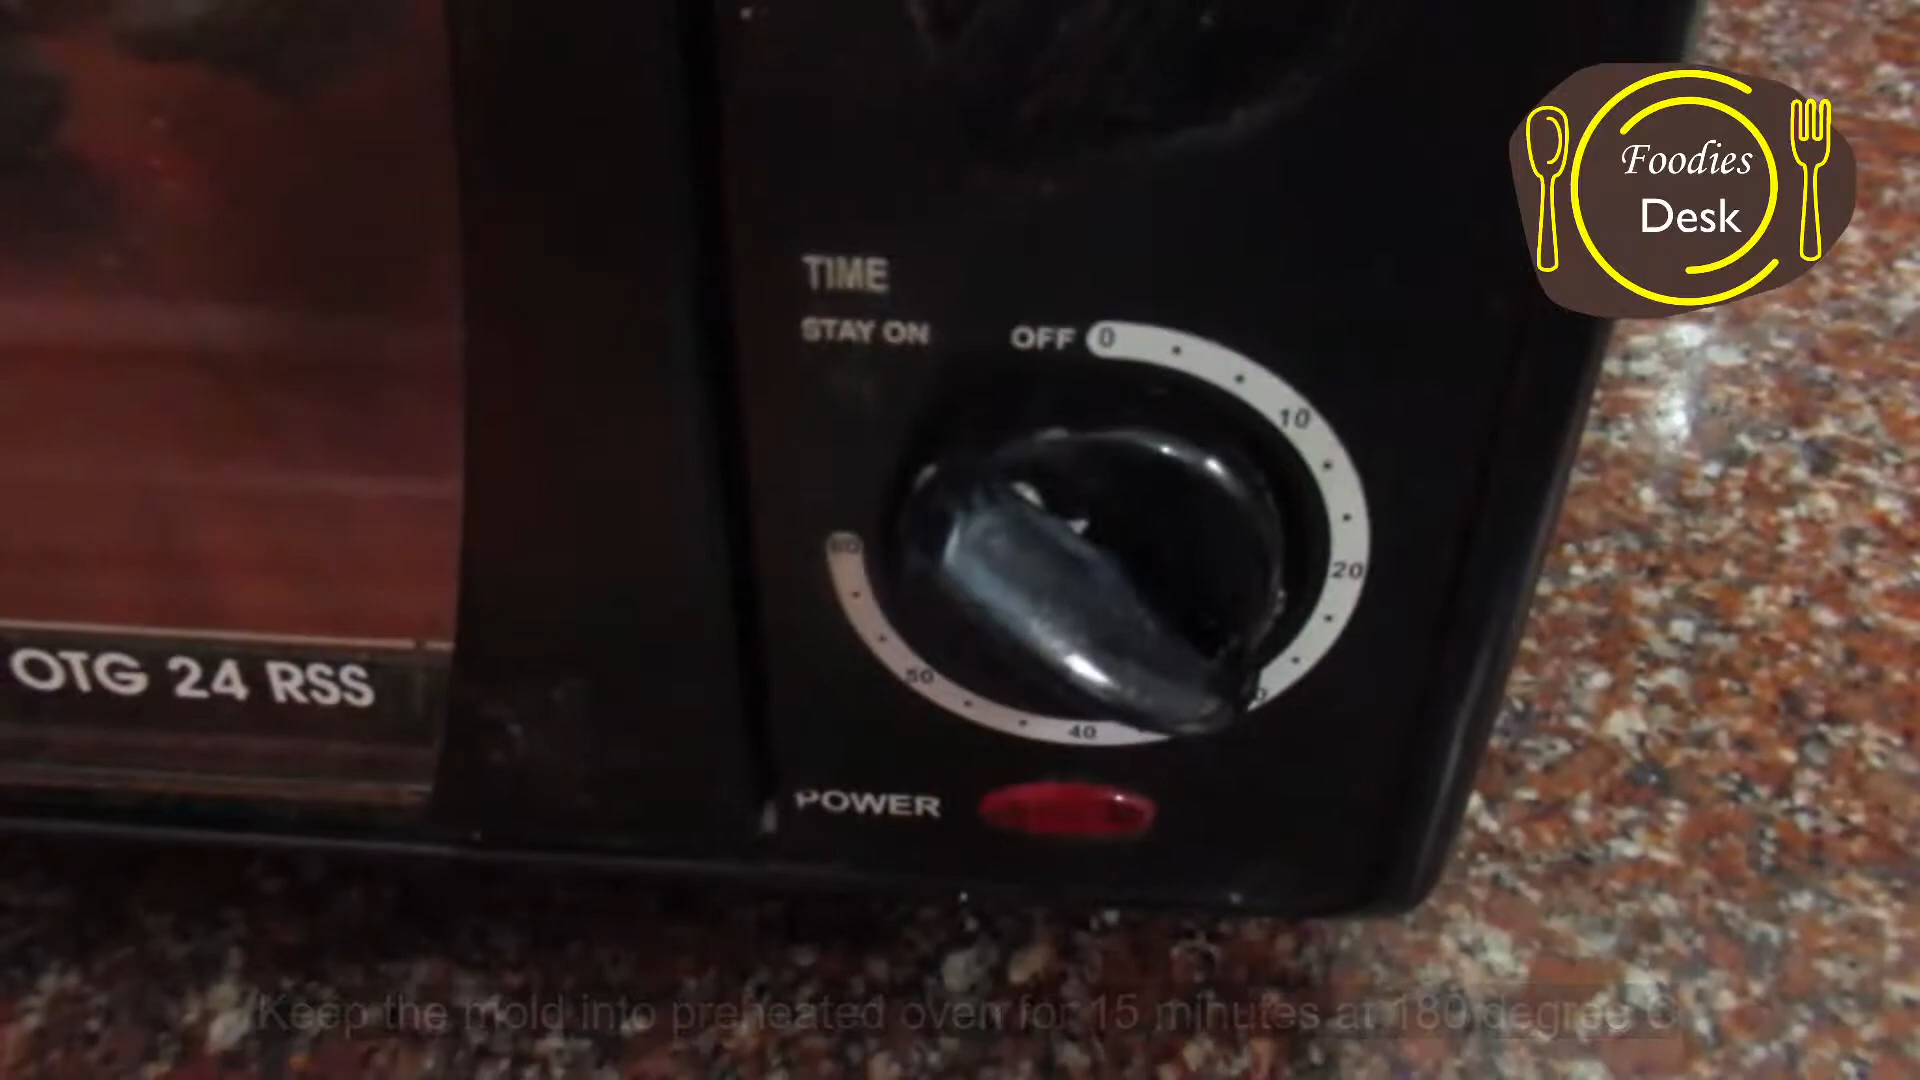 Foodies
Desk
TIME
STAY ON
OFF 0
10
20
40
50
60
OTG 24 RSS
POWER
Keep the mold into preheated oven for 15 minutes at 180 degree C